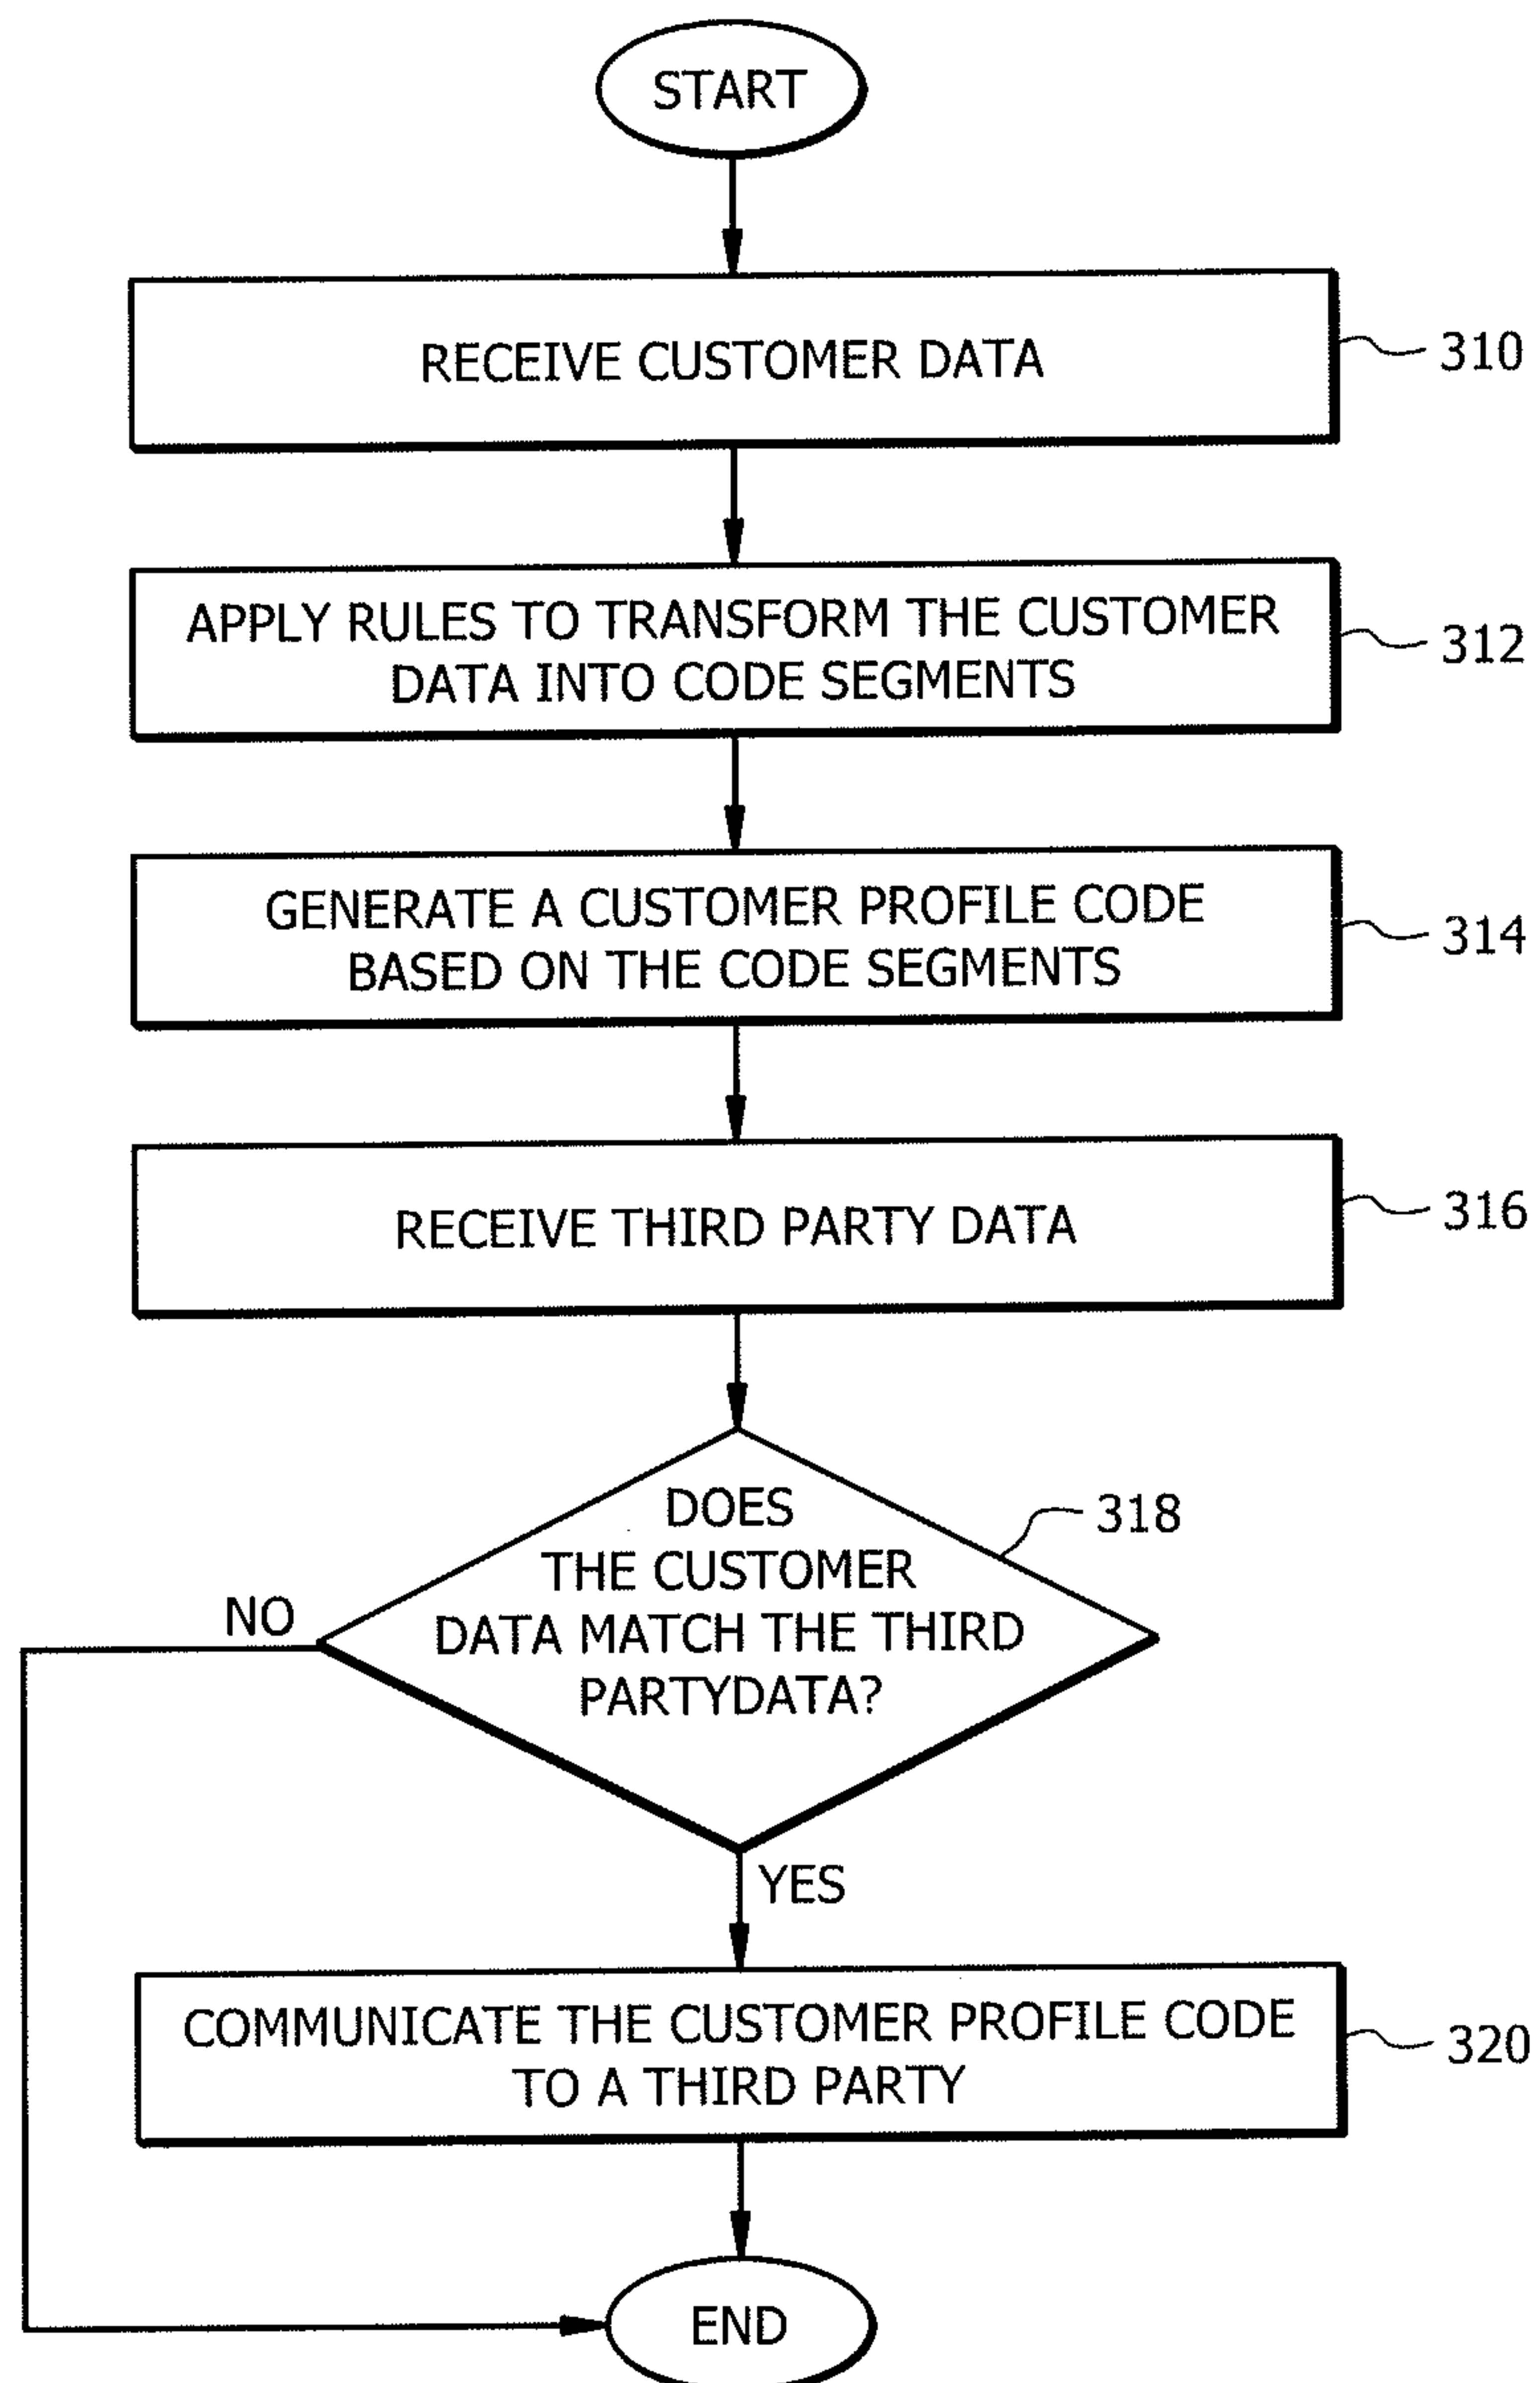 START
RECEIVE CUSTOMER DATA
310
APPLY RULES TO TRANSFORM THE CUSTOMER
DATA INTO CODE SEGMENTS
312
GENERATE A CUSTOMER PROFILE CODE
BASED ON THE CODE SEGMENTS
314
RECEIVE THIRD PARTY DATA
316
DOES
THE CUSTOMER
DATA MATCH THE THIRD
PARTYDATA?
318
NO
YES
COMMUNICATE THE CUSTOMER PROFILE CODE
TO A THIRD PARTY
320
END